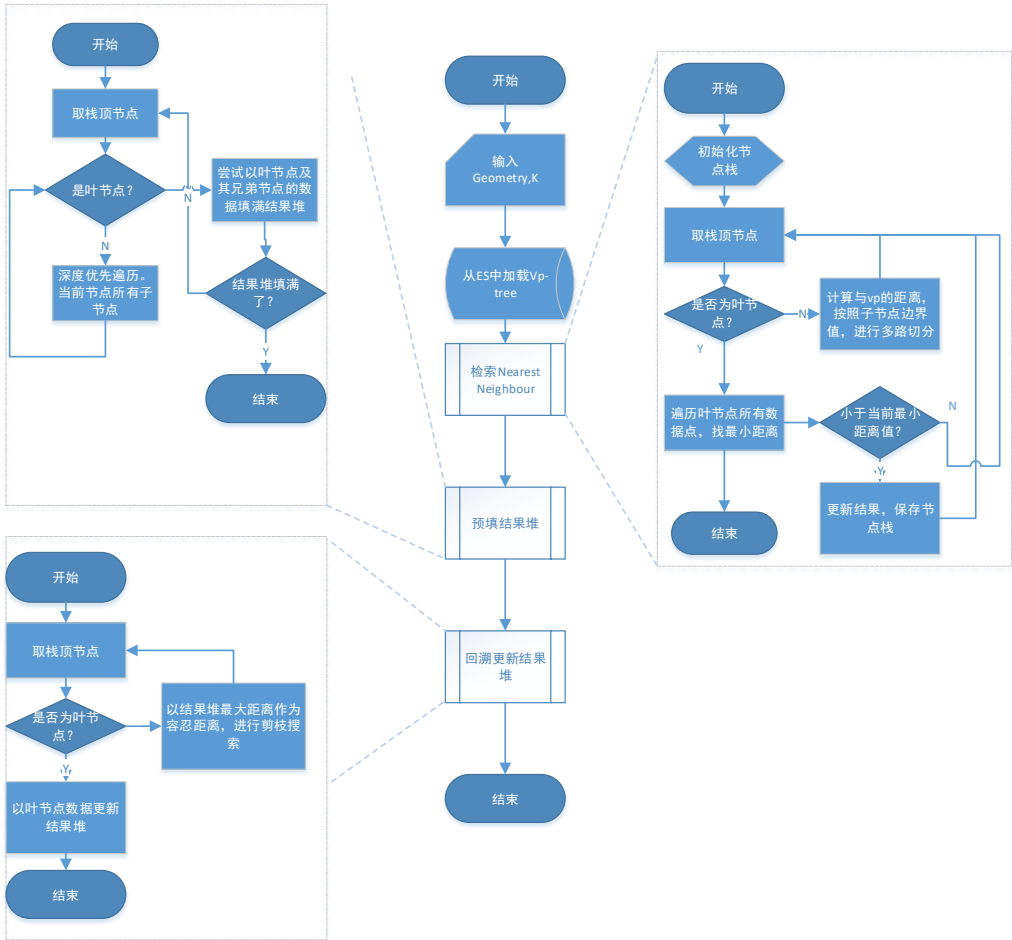 开始
取栈顶节点
是叶节点？
N
深度优先遍历。
当前节点所有子
节点
尝试以叶节点及
其兄弟节点的数
据填满结果堆
N
结果堆填满
了？
Y
结束
开始
输入
Geometry,K
从ES中加载Vp-
tree
检索Nearest
Neighbour
预填结果堆
回溯更新结果
堆
结束
开始
初始化节
点栈
取栈顶节点
是否为叶节
点？
N
Y
计算与vp的距离，
按照子节点边界
值，进行多路切分
遍历叶节点所有数
据点，找最小距离
小于当前最小
距离值？
N
Y
更新结果，保存节
点栈
结束
开始
取栈顶节点
是否为叶节
点？
以结果堆最大距离作为
容忍距离，进行剪枝搜
索
Y
以叶节点数据更新
结果堆
结束